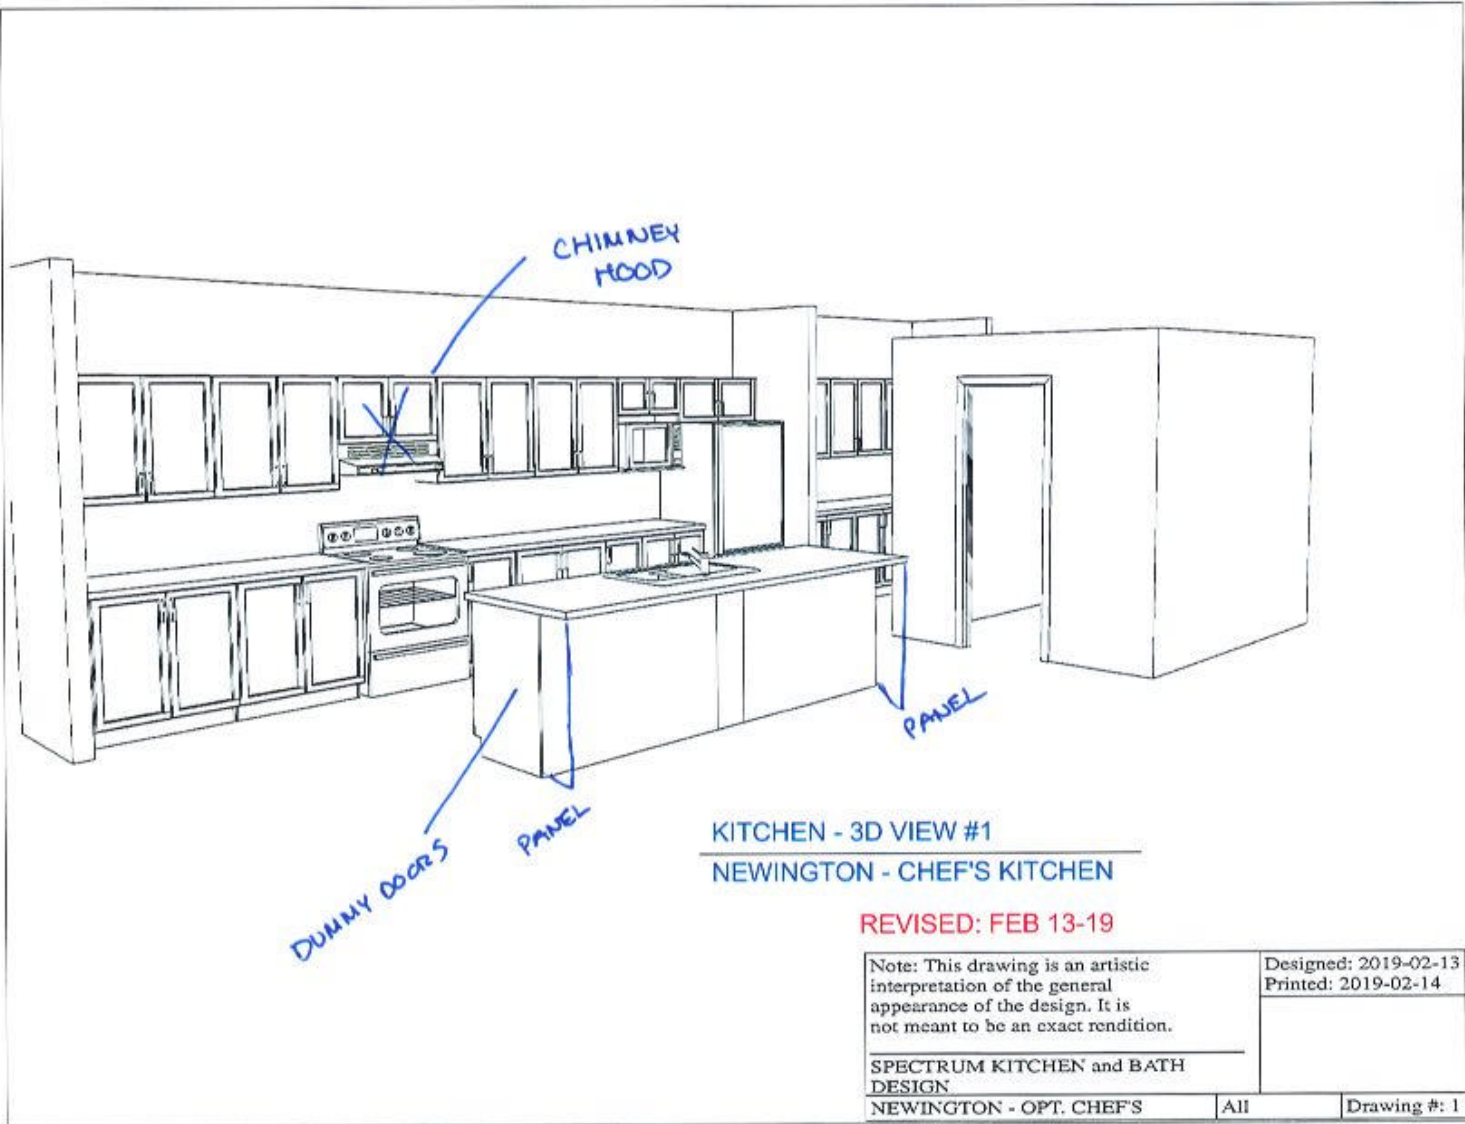 CHIMNEY
HOOD
PANEL
PANEL
DUMMY DOORS
KITCHEN - 3D VIEW #1
NEWINGTON - CHEF'S KITCHEN
REVISED: FEB 13-19
Note: This drawing is an artistic
interpretation of the general
appearance of the design. It is
not meant to be an exact rendition.
Designed: 2019-02-13
Printed: 2019-02-14
SPECTRUM KITCHEN and BATH
DESIGN
NEWINGTON - OPT. CHEF'S
All
Drawing #: 1